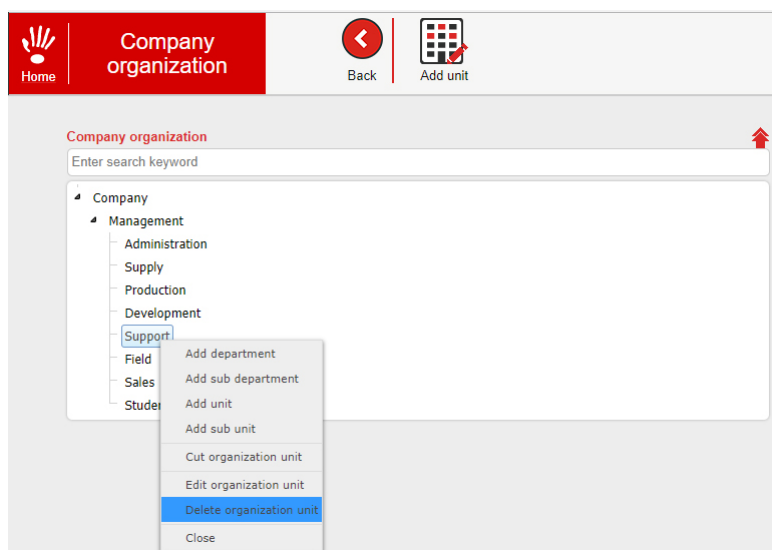 Home
Company
organization
Back
Add unit
Company organization
Enter search keyword
Company
Management
Administration
Supply
Production
Development
Support
Field
Sales
Add department
Add sub department
Add unit
Add sub unit
Cut organization unit
Edit organization unit
Delete organization unit
Close